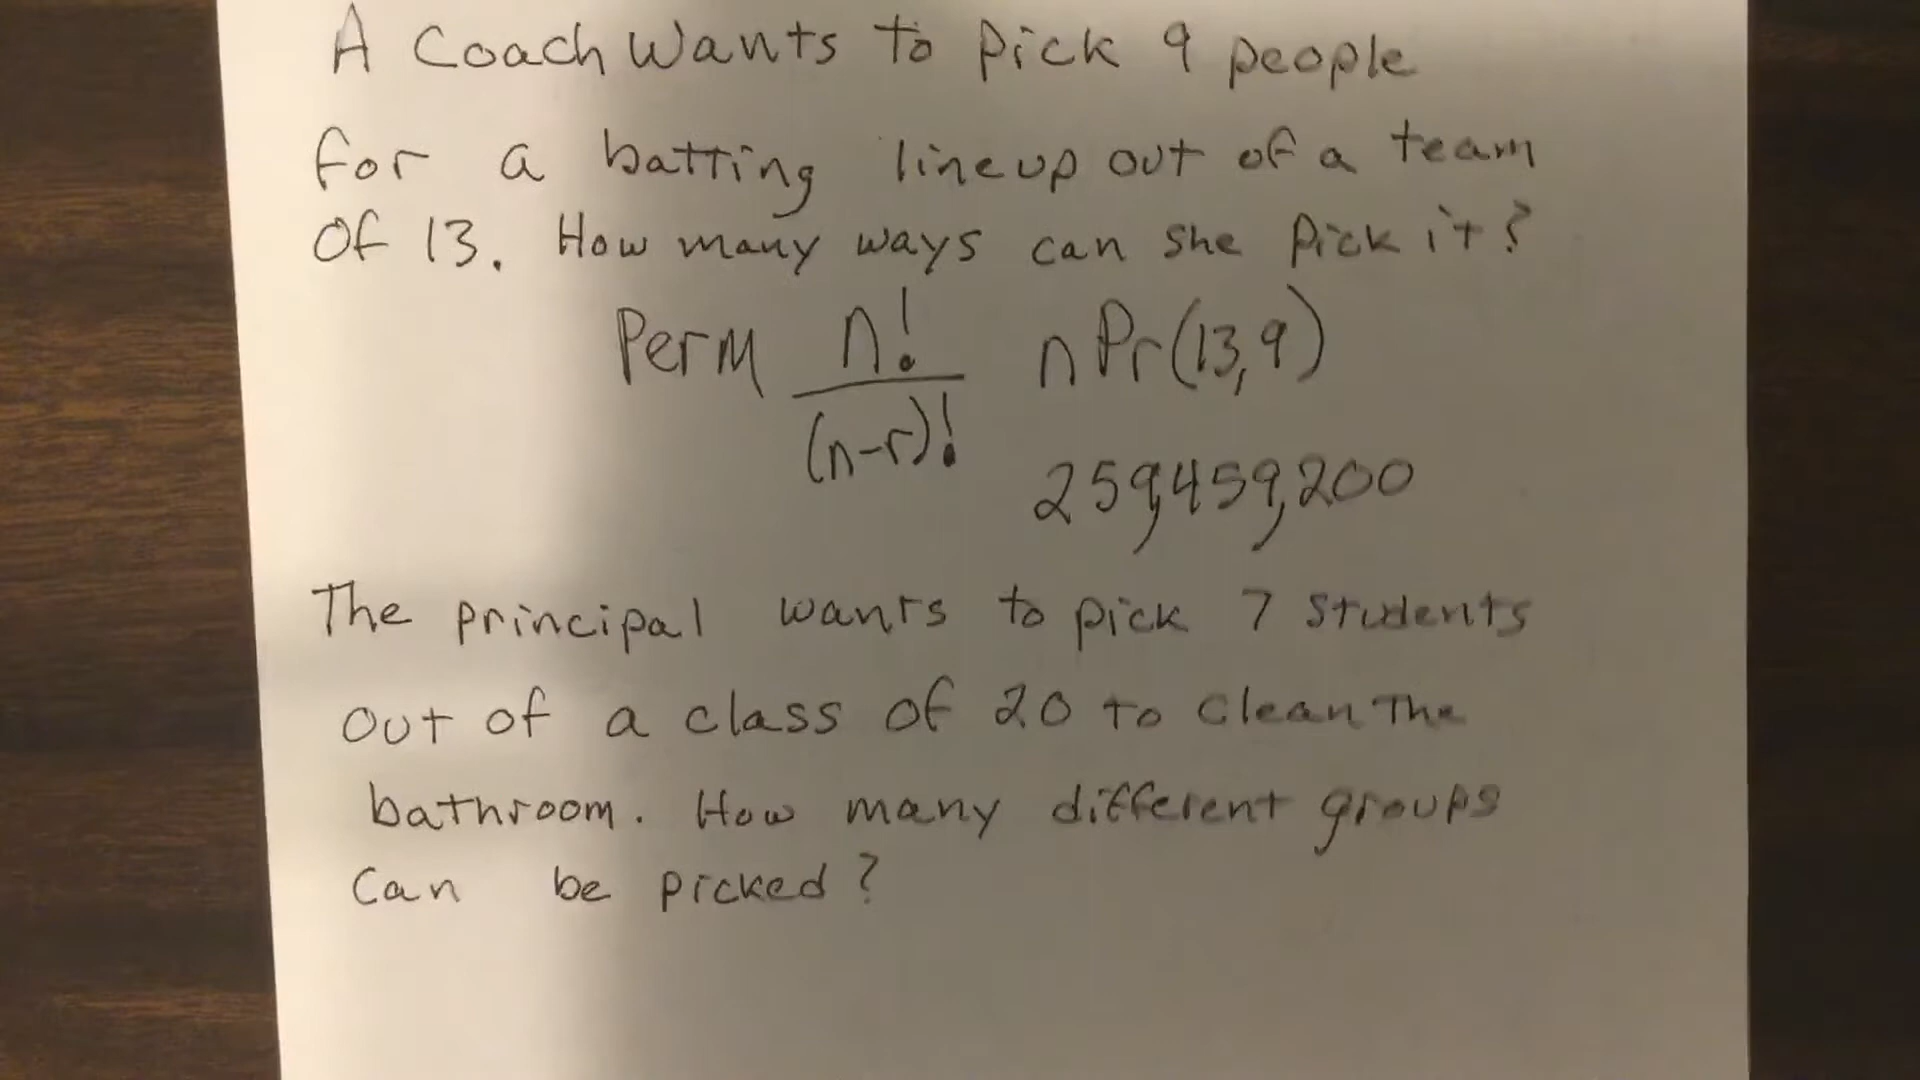 A Coach Wants to pick 9 people
for a batting lineup out of a team
Of 13. How many ways can she pick it?
Perm n!/(n-r)! nPr(13,9)
259,459,200
The principal wants to pick 7 students
out of a class of 20 to clean the
bathroom. How many different groups
Can be picked?